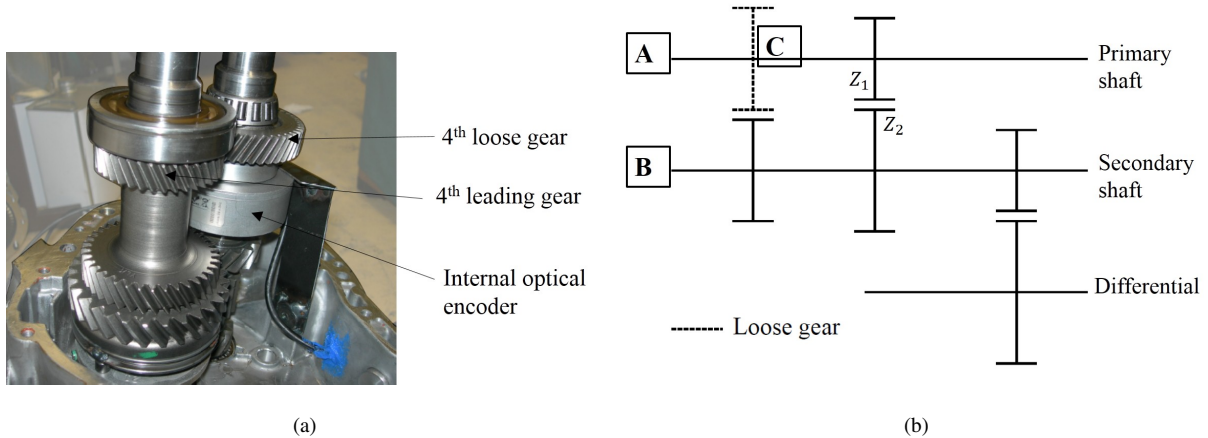 4th loose gear
4th leading gear
Internal optical
encoder
(a)
A
C
Primary
shaft
Z1
Z2
B
Secondary
shaft
Differential
Loose gear
(b)